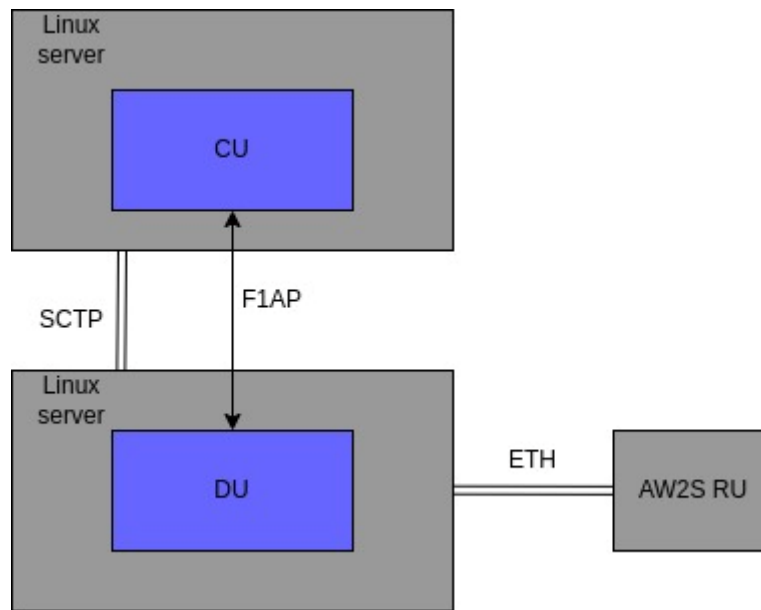 Linux
server
CU
SCTP
F1AP
Linux
server
DU
ETH
AW2S RU